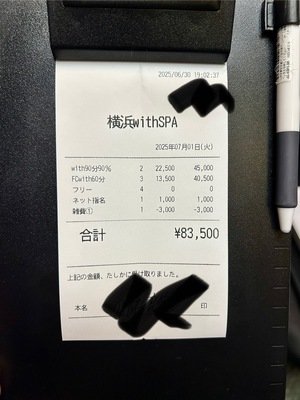 2025/06/30 19:02:37
横浜withSPA
2025年07月01日(火)
with90分90% 2 22,500 45,000
FDwith60分 3 13,500 40,500
フリー 4 0 0
ネット指名 1 1,000 1,000
雑費① 1 -3,000 -3,000
合計 ¥83,500
上記の金額、たしかに受け取りました。
本名 印